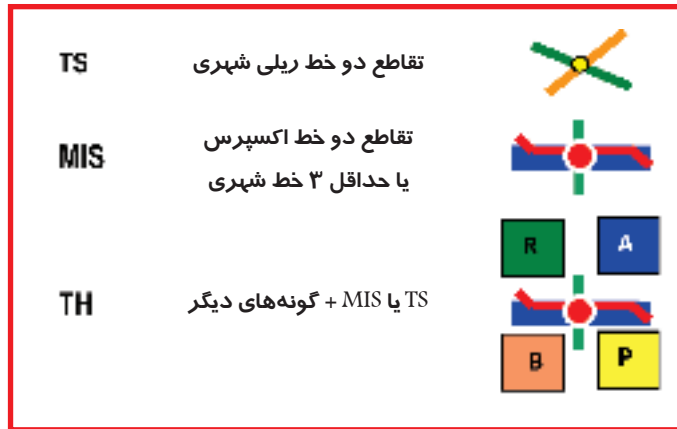 TS
تقاطع دو خط ریلی شهری
MIS
تقاطع دو خط اکسپرس
یا حداقل ۳ خط شهری
TH
TS یا MIS + گونه‌های دیگر
R
A
B
P